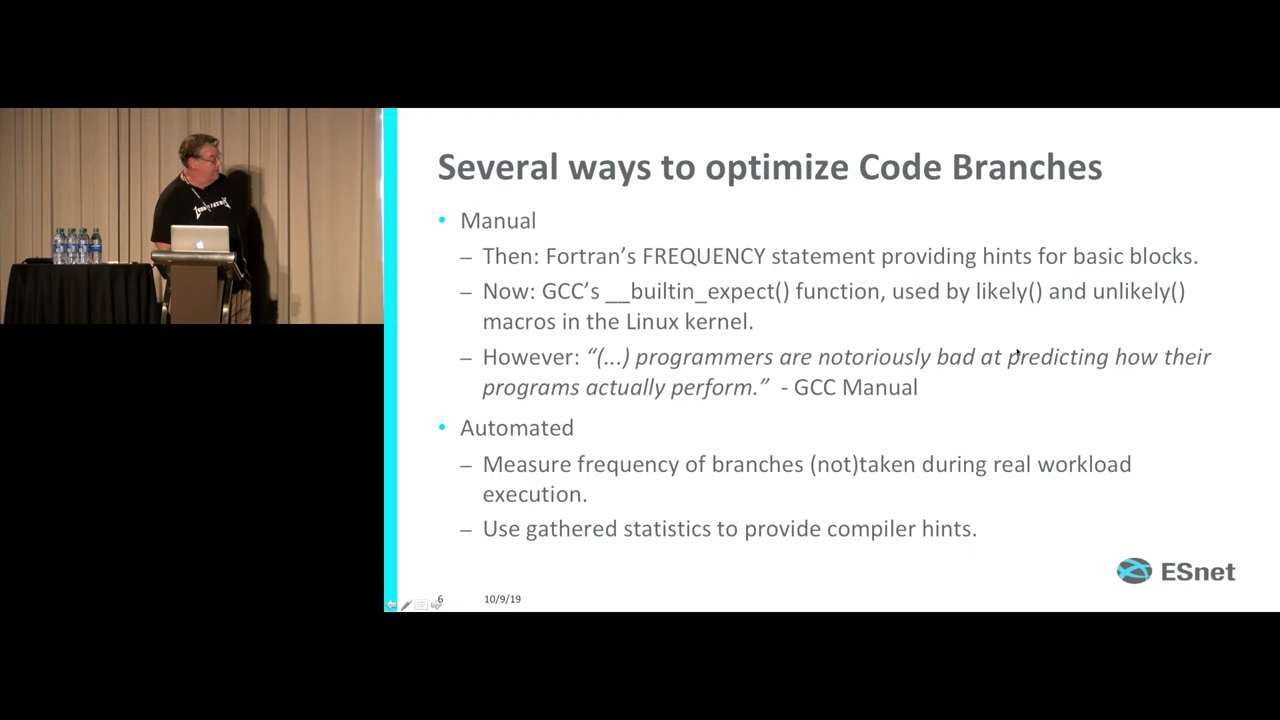 Several ways to optimize Code Branches
• Manual
– Then: Fortran's FREQUENCY statement providing hints for basic blocks.
– Now: GCC's __builtin_expect() function, used by likely() and unlikely()
macros in the Linux kernel.
– However: “(...) programmers are notoriously bad at predicting how their
programs actually perform.” - GCC Manual
• Automated
– Measure frequency of branches (not)taken during real workload
execution.
– Use gathered statistics to provide compiler hints.
ESnet
6
10/9/19